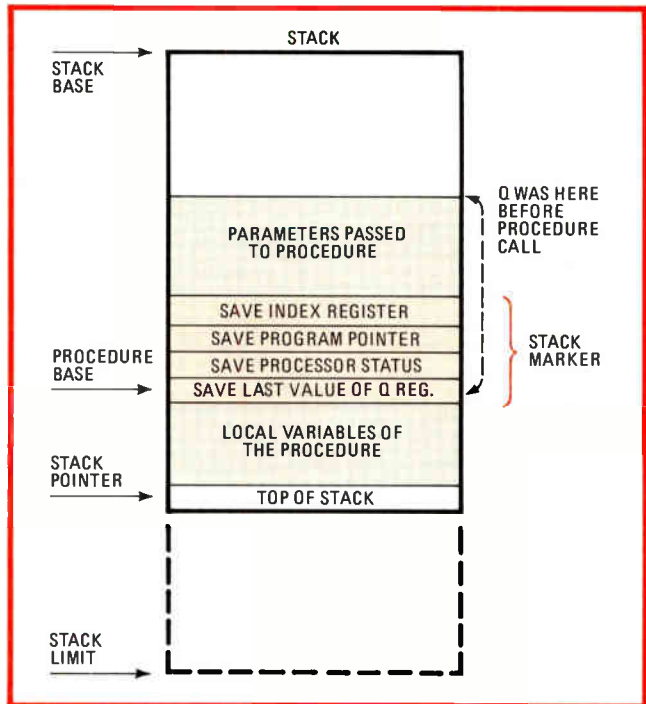 STACK
STACK
BASE
Q WAS HERE
BEFORE
PROCEDURE
CALL
PARAMETERS PASSED
TO PROCEDURE
SAVE INDEX REGISTER
SAVE PROGRAM POINTER
SAVE PROCESSOR STATUS
SAVE LAST VALUE OF Q REG.
STACK
MARKER
PROCEDURE
BASE
LOCAL VARIABLES OF
THE PROCEDURE
STACK
POINTER
TOP OF STACK
STACK
LIMIT